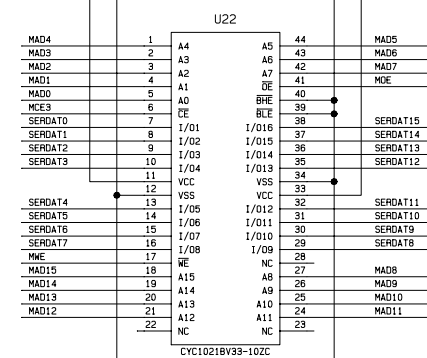 U22
MAD4 1 A4 A5 44 MAD5
MAD3 2 A3 A6 43 MAD6
MAD2 3 A2 A7 42 MAD7
MAD1 4 A1 OE 41 MOE
MAD0 5 A0 BHE 40
MCE3 6 CE BLE 39
SERDAT0 7 I/O1 I/O16 38 SERDAT15
SERDAT1 8 I/O2 I/O15 37 SERDAT14
SERDAT2 9 I/O3 I/O14 36 SERDAT13
SERDAT3 10 I/O4 I/O13 35 SERDAT12
11 VCC VSS 34
12 VSS VCC 33
SERDAT4 13 I/O5 I/O12 32 SERDAT11
SERDAT5 14 I/O6 I/O11 31 SERDAT10
SERDAT6 15 I/O7 I/O10 30 SERDAT9
SERDAT7 16 I/O8 I/O9 29 SERDAT8
MWE 17 WE NC 28
MAD15 18 A15 A8 27 MAD8
MAD14 19 A14 A9 26 MAD9
MAD13 20 A13 A10 25 MAD10
MAD12 21 A12 A11 24 MAD11
22 NC NC 23
CYC1021BV33-10ZC